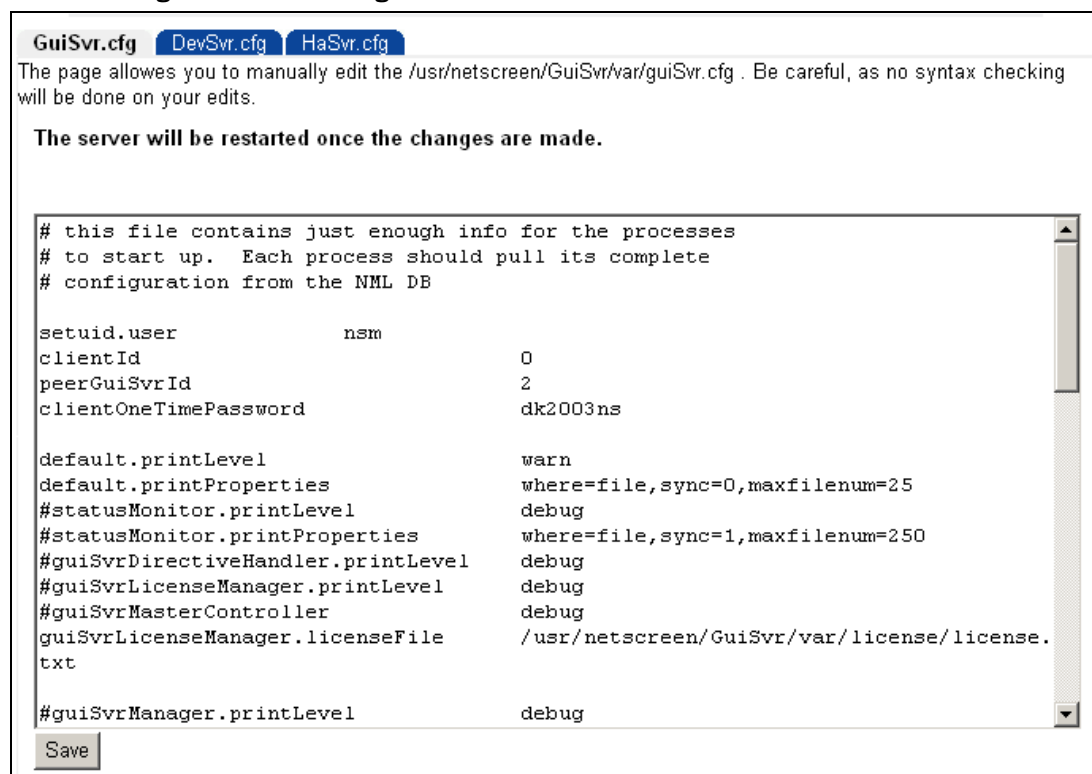 GuiSvr.cfg DevSvr.cfg HaSvr.cfg
The page allowes you to manually edit the /usr/netscreen/GuiSvr/var/guiSvr.cfg . Be careful, as no syntax checking
will be done on your edits.
The server will be restarted once the changes are made.
# this file contains just enough info for the processes
# to start up. Each process should pull its complete
# configuration from the NML DB
setuid.user nsm
clientId 0
peerGuiSvrId 2
clientOneTimePassword dk2003ns
default.printLevel warn
default.printProperties where=file,sync=0,maxfilenum=25
#statusMonitor.printLevel debug
#statusMonitor.printProperties where=file,sync=1,maxfilenum=250
#guiSvrDirectiveHandler.printLevel debug
#guiSvrLicenseManager.printLevel debug
#guiSvrMasterController debug
guiSvrLicenseManager.licenseFile /usr/netscreen/GuiSvr/var/license/license.
txt
#guiSvrManager.printLevel debug
Save